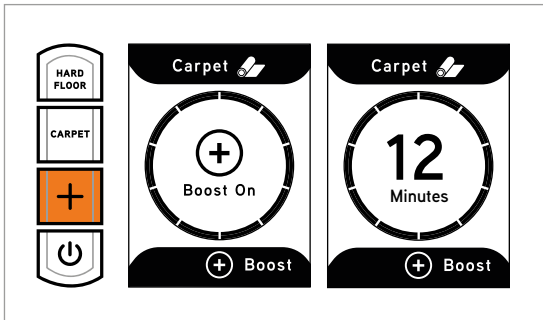 HARD
FLOOR
CARPET
Carpet
Boost On
Boost
Carpet
12
Minutes
Boost